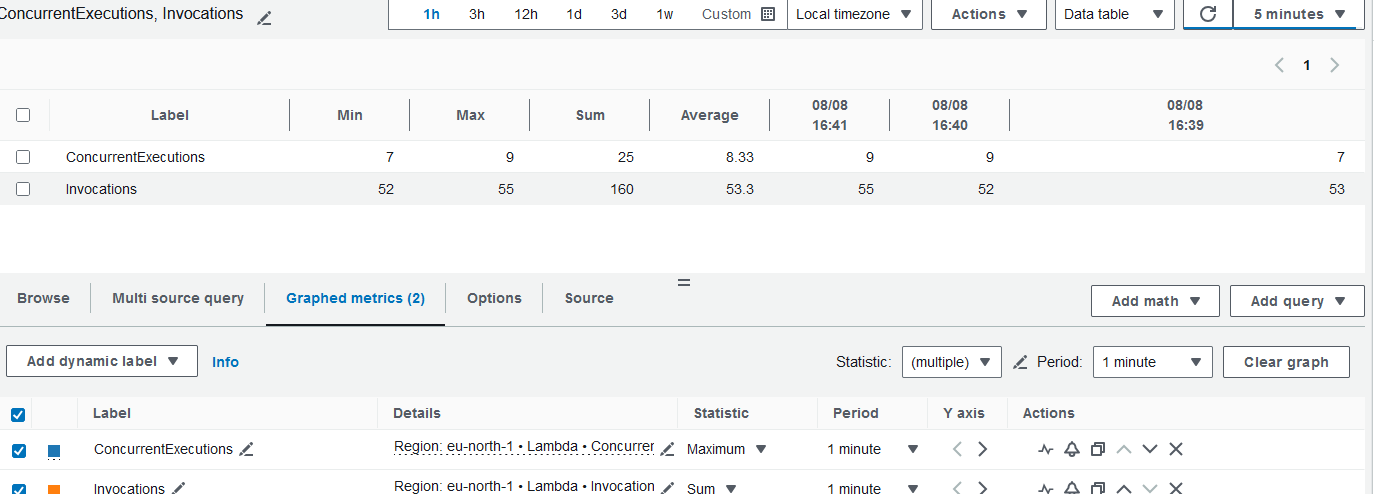 ConcurrentExecutions, Invocations 1h 3h 12h 1d 3d 1w Custom Local timezone Actions Data table 5 minutes
1
Label Min Max Sum Average 08/08 16:41 08/08 16:40 08/08 16:39
ConcurrentExecutions 7 9 25 8.33 9 9 7
Invocations 52 55 160 53.3 55 52 53
Browse Multi source query Graphed metrics (2) Options Source Add math Add query
Add dynamic label Info Statistic: (multiple) Period: 1 minute Clear graph
Label Details Statistic Period Y axis Actions
ConcurrentExecutions Region: eu-north-1 • Lambda • Concurrer Maximum 1 minute
Invocations Region: eu-north-1 • Lambda • Invocation Sum 1 minute